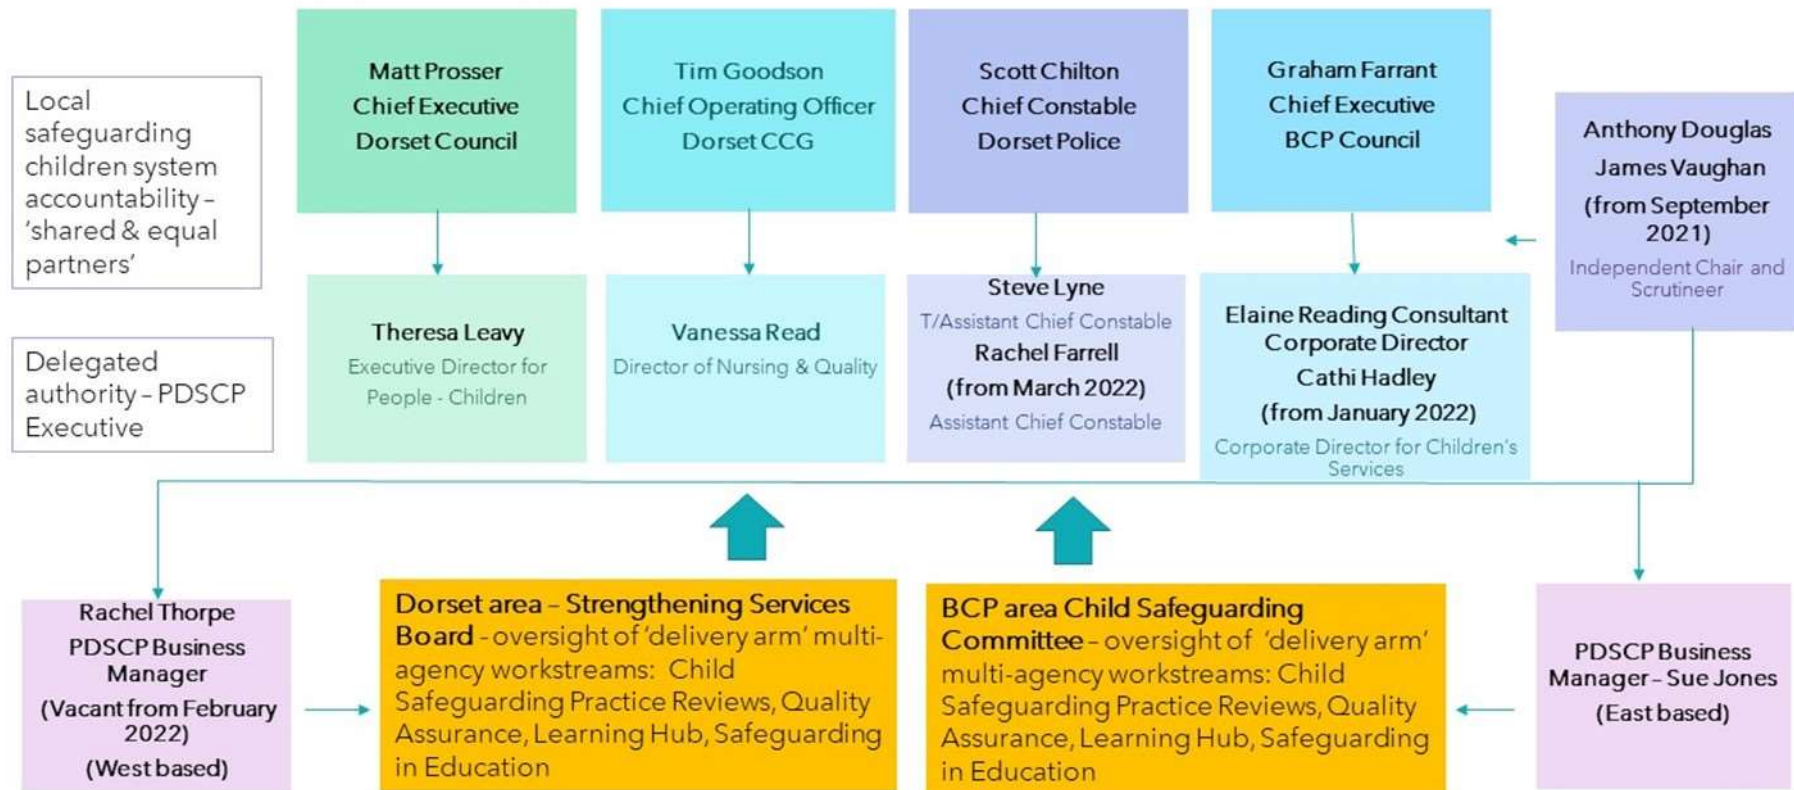 Local
safeguarding
children system
accountability –
‘shared & equal
partners’
Matt Prosser
Chief Executive
Dorset Council
Tim Goodson
Chief Operating Officer
Dorset CCG
Scott Chilton
Chief Constable
Dorset Police
Graham Farrant
Chief Executive
BCP Council
Anthony Douglas
James Vaughan
(from September
2021)
Independent Chair and
Scrutineer
Delegated
authority – PDSCP
Executive
Theresa Leavy
Executive Director for
People - Children
Vanessa Read
Director of Nursing & Quality
Steve Lyne
T/Assistant Chief Constable
Rachel Farrell
(from March 2022)
Assistant Chief Constable
Elaine Reading Consultant
Corporate Director
Cathi Hadley
(from January 2022)
Corporate Director for Children's
Services
Rachel Thorpe
PDSCP Business
Manager
(Vacant from February
2022)
(West based)
Dorset area – Strengthening Services
Board - oversight of ‘delivery arm’ multi-
agency workstreams: Child
Safeguarding Practice Reviews, Quality
Assurance, Learning Hub, Safeguarding
in Education
BCP area Child Safeguarding
Committee – oversight of ‘delivery arm’
multi-agency workstreams: Child
Safeguarding Practice Reviews, Quality
Assurance, Learning Hub, Safeguarding
in Education
PDSCP Business
Manager – Sue Jones
(East based)